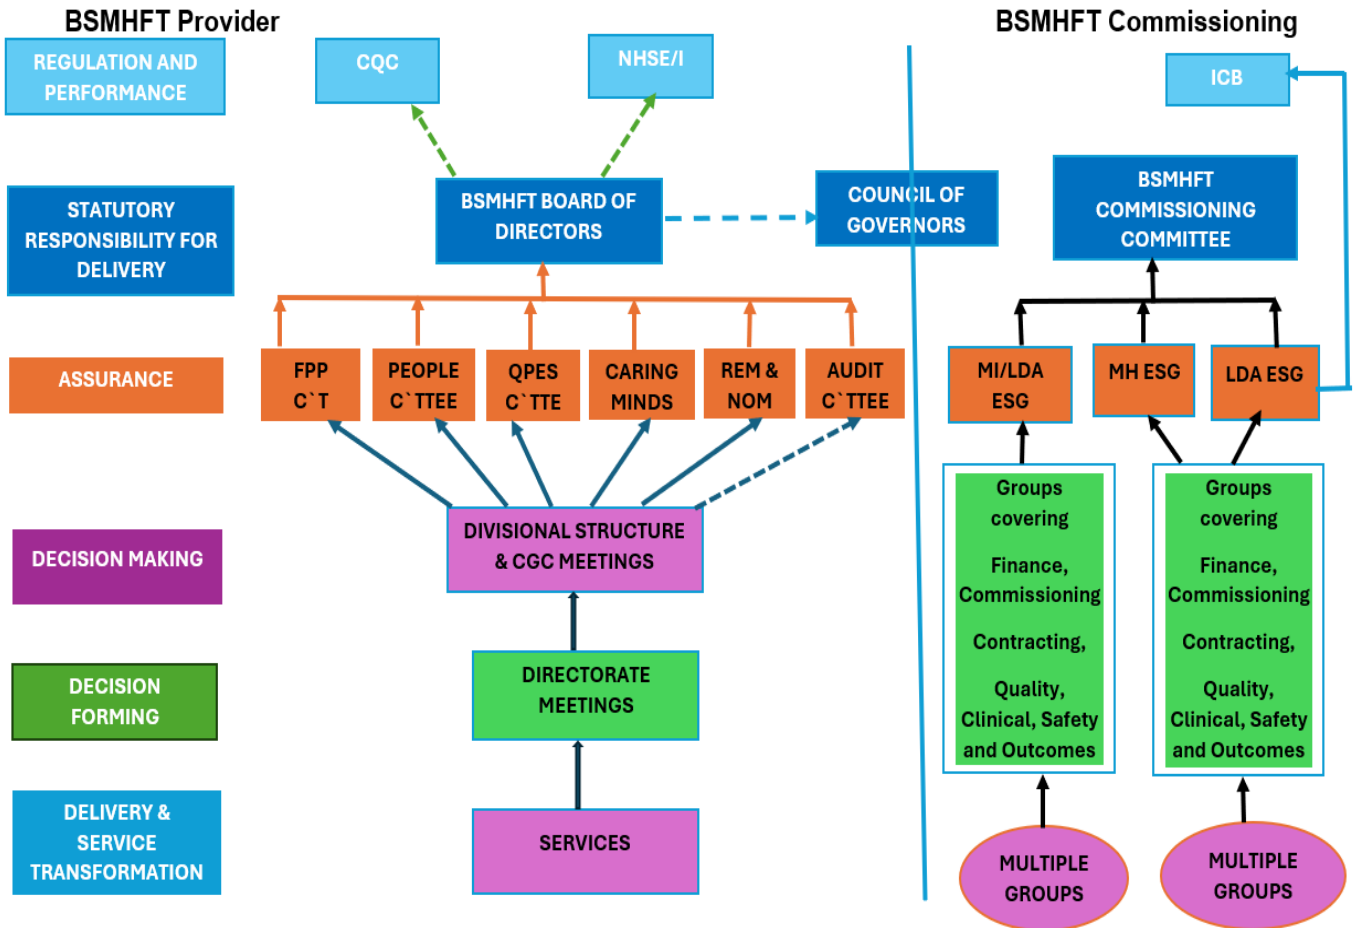 BSMHFT Provider
BSMHFT Commissioning
REGULATION AND
PERFORMANCE
CQC
NHSE/I
ICB
STATUTORY
RESPONSIBILITY FOR
DELIVERY
BSMHFT BOARD OF
DIRECTORS
COUNCIL OF
GOVERNORS
BSMHFT
COMMISSIONING
COMMITTEE
ASSURANCE
FPP
C`T
PEOPLE
C`TTEE
QPES
C`TTE
CARING
MINDS
REM &
NOM
AUDIT
C`TTEE
MI/LDA
ESG
MH ESG
LDA ESG
DECISION MAKING
DIVISIONAL STRUCTURE
& CGC MEETINGS
Groups
covering
Finance,
Commissioning
Contracting,
Quality,
Clinical, Safety
and Outcomes
Groups
covering
Finance,
Commissioning
Contracting,
Quality,
Clinical, Safety
and Outcomes
DECISION
FORMING
DIRECTORATE
MEETINGS
DELIVERY &
SERVICE
TRANSFORMATION
SERVICES
MULTIPLE
GROUPS
MULTIPLE
GROUPS